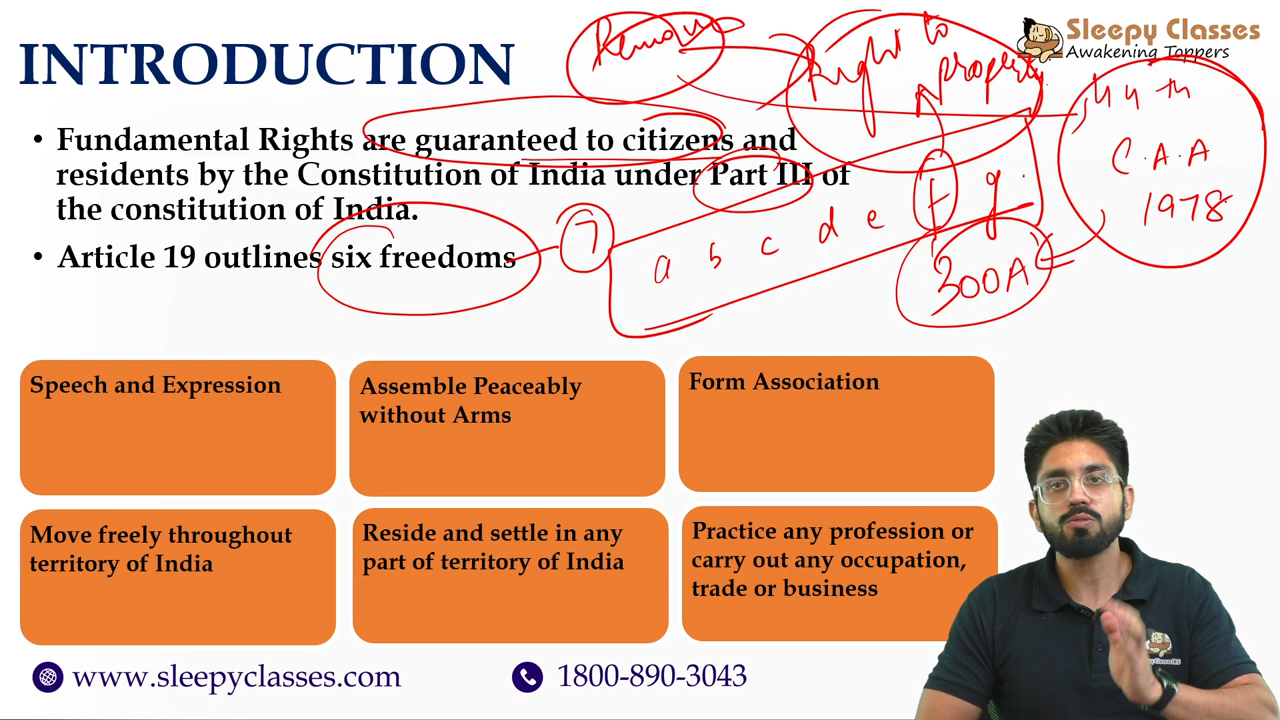 INTRODUCTION
Remove
Right to
property
Sleepy Classes
Awakening Toppers
44th
C.A.A
1978
• Fundamental Rights are guaranteed to citizens and
residents by the Constitution of India under Part III of
the constitution of India.
• Article 19 outlines six freedoms
7
a b c d e f g
300A
Speech and Expression
Assemble Peaceably
without Arms
Form Association
Move freely throughout
territory of India
Reside and settle in any
part of territory of India
Practice any profession or
carry out any occupation,
trade or business
www.sleepyclasses.com
1800-890-3043